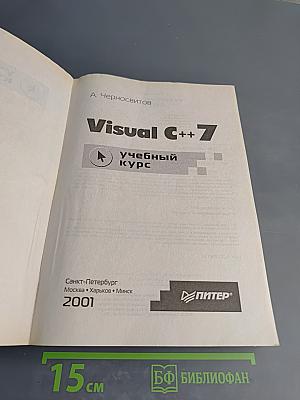 А. Черносвитов
Visual C++7
учебный
курс
Санкт-Петербург
Москва • Харьков • Минск
2001
ПИТЕР®
15 см
БФ БИБЛИОФАН